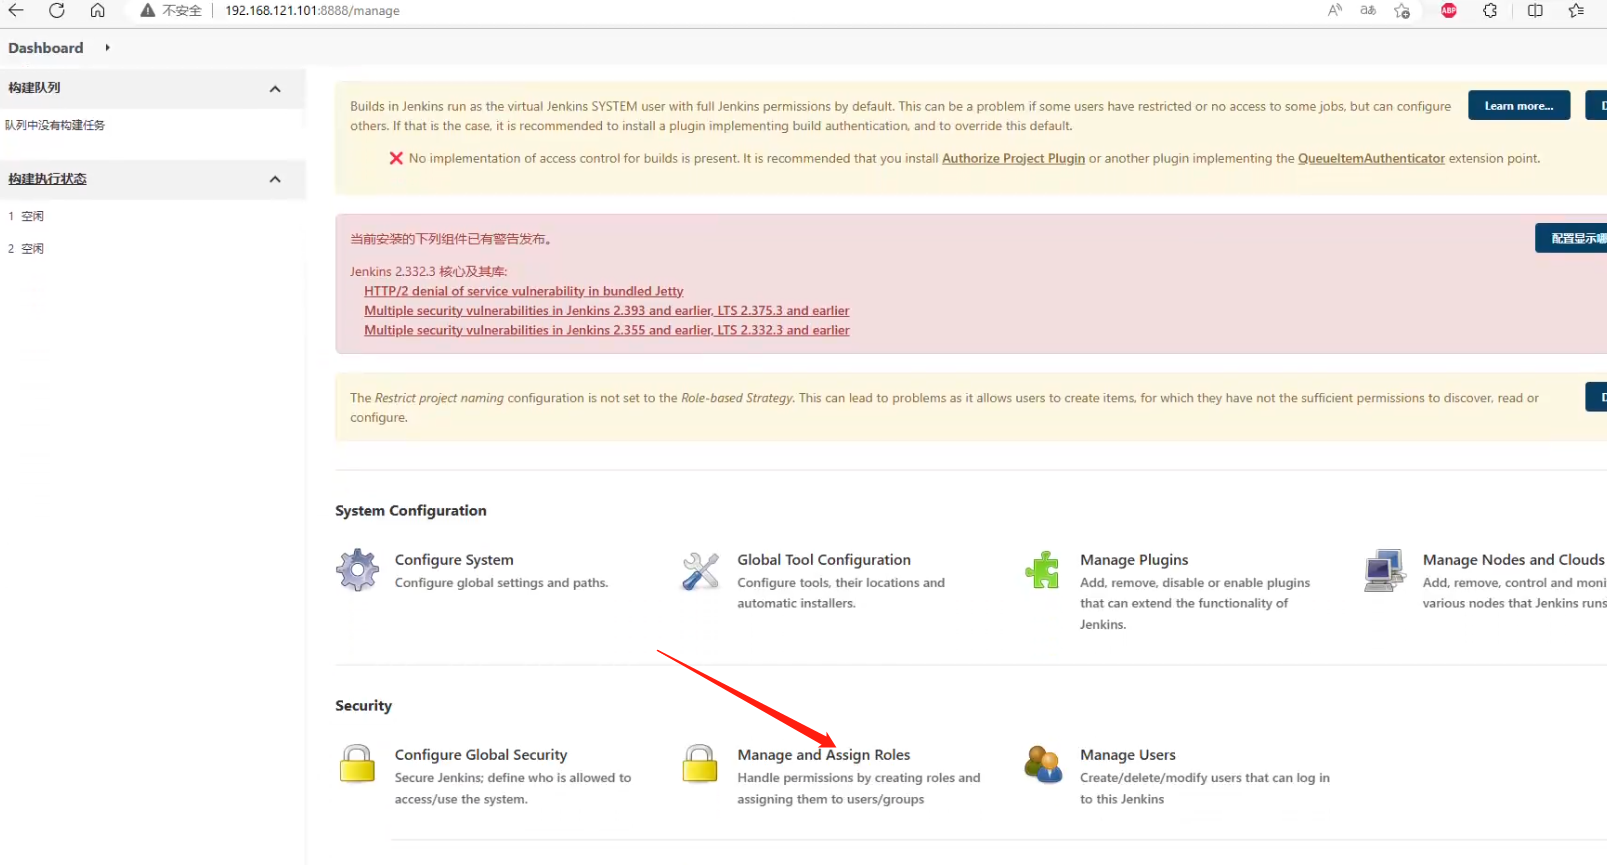 不安全 192.168.121.101:8888/manage
Dashboard
构建队列
队列中没有构建任务
构建执行状态
1 空闲
2 空闲
Builds in Jenkins run as the virtual Jenkins SYSTEM user with full Jenkins permissions by default. This can be a problem if some users have restricted or no access to some jobs, but can configure
others. If that is the case, it is recommended to install a plugin implementing build authentication, and to override this default.
Learn more...
No implementation of access control for builds is present. It is recommended that you install Authorize Project Plugin or another plugin implementing the QueueItemAuthenticator extension point.
当前安装的下列组件已有警告发布。
配置显示哪
Jenkins 2.332.3 核心及其库:
HTTP/2 denial of service vulnerability in bundled Jetty
Multiple security vulnerabilities in Jenkins 2.393 and earlier, LTS 2.375.3 and earlier
Multiple security vulnerabilities in Jenkins 2.355 and earlier, LTS 2.332.3 and earlier
The Restrict project naming configuration is not set to the Role-based Strategy. This can lead to problems as it allows users to create items, for which they have not the sufficient permissions to discover, read or
configure.
System Configuration
Configure System
Configure global settings and paths.
Global Tool Configuration
Configure tools, their locations and
automatic installers.
Manage Plugins
Add, remove, disable or enable plugins
that can extend the functionality of
Jenkins.
Manage Nodes and Clouds
Add, remove, control and moni
various nodes that Jenkins runs
Security
Configure Global Security
Secure Jenkins; define who is allowed to
access/use the system.
Manage and Assign Roles
Handle permissions by creating roles and
assigning them to users/groups
Manage Users
Create/delete/modify users that can log in
to this Jenkins